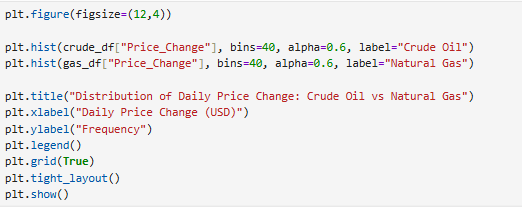 plt.figure(figsize=(12,4))
plt.hist(crude_df["Price_Change"], bins=40, alpha=0.6, label="Crude Oil")
plt.hist(gas_df["Price_Change"], bins=40, alpha=0.6, label="Natural Gas")
plt.title("Distribution of Daily Price Change: Crude Oil vs Natural Gas")
plt.xlabel("Daily Price Change (USD)")
plt.ylabel("Frequency")
plt.legend()
plt.grid(True)
plt.tight_layout()
plt.show()